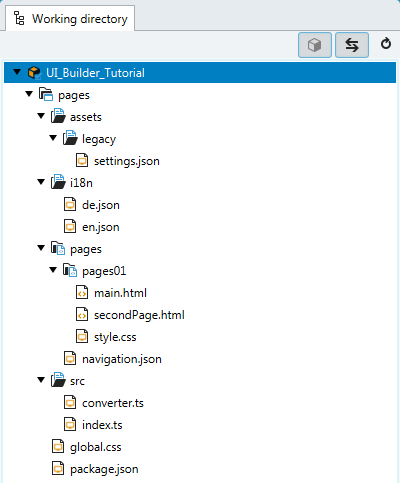 Working directory
UI_Builder_Tutorial
pages
assets
legacy
settings.json
i18n
de.json
en.json
pages
pages01
main.html
secondPage.html
style.css
navigation.json
src
converter.ts
index.ts
global.css
package.json